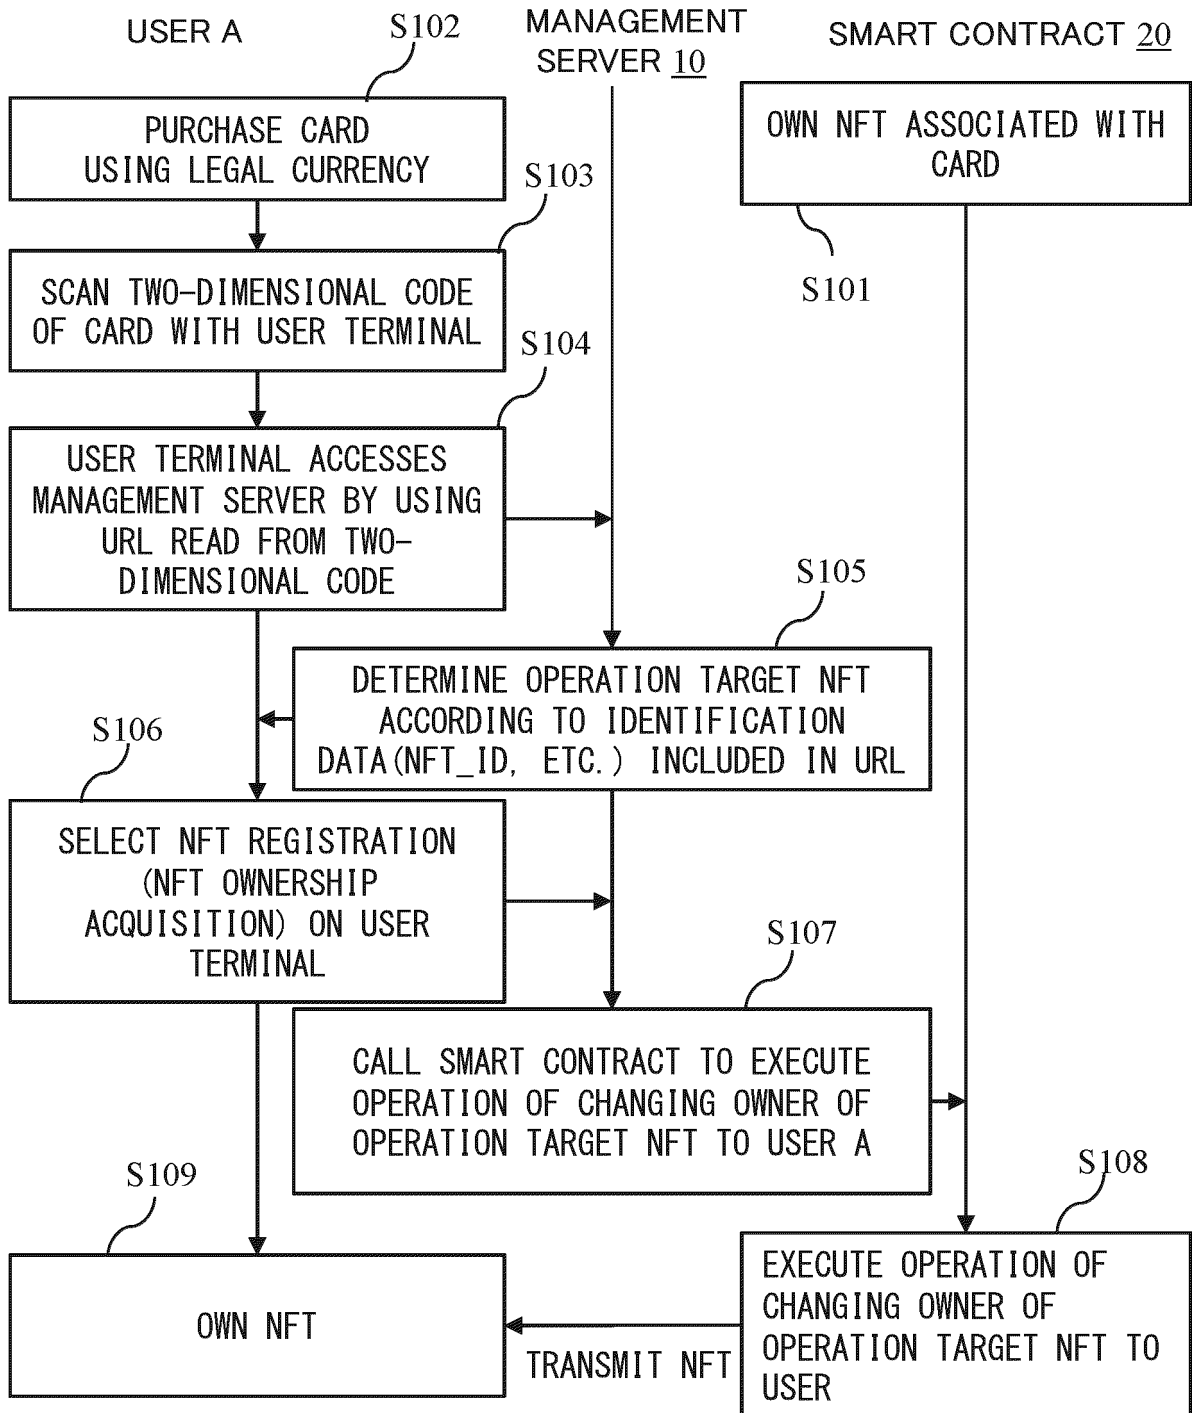 USER A
S102
MANAGEMENT
SERVER 10
SMART CONTRACT 20
PURCHASE CARD
USING LEGAL CURRENCY
OWN NFT ASSOCIATED WITH
CARD
S103
S101
SCAN TWO-DIMENSIONAL CODE
OF CARD WITH USER TERMINAL
S104
USER TERMINAL ACCESSES
MANAGEMENT SERVER BY USING
URL READ FROM TWO-
DIMENSIONAL CODE
S105
DETERMINE OPERATION TARGET NFT
ACCORDING TO IDENTIFICATION
DATA(NFT_ID, ETC.) INCLUDED IN URL
S106
SELECT NFT REGISTRATION
(NFT OWNERSHIP
ACQUISITION) ON USER
TERMINAL
S107
CALL SMART CONTRACT TO EXECUTE
OPERATION OF CHANGING OWNER OF
OPERATION TARGET NFT TO USER A
S109
S108
OWN NFT
TRANSMIT NFT
EXECUTE OPERATION OF
CHANGING OWNER OF
OPERATION TARGET NFT TO
USER